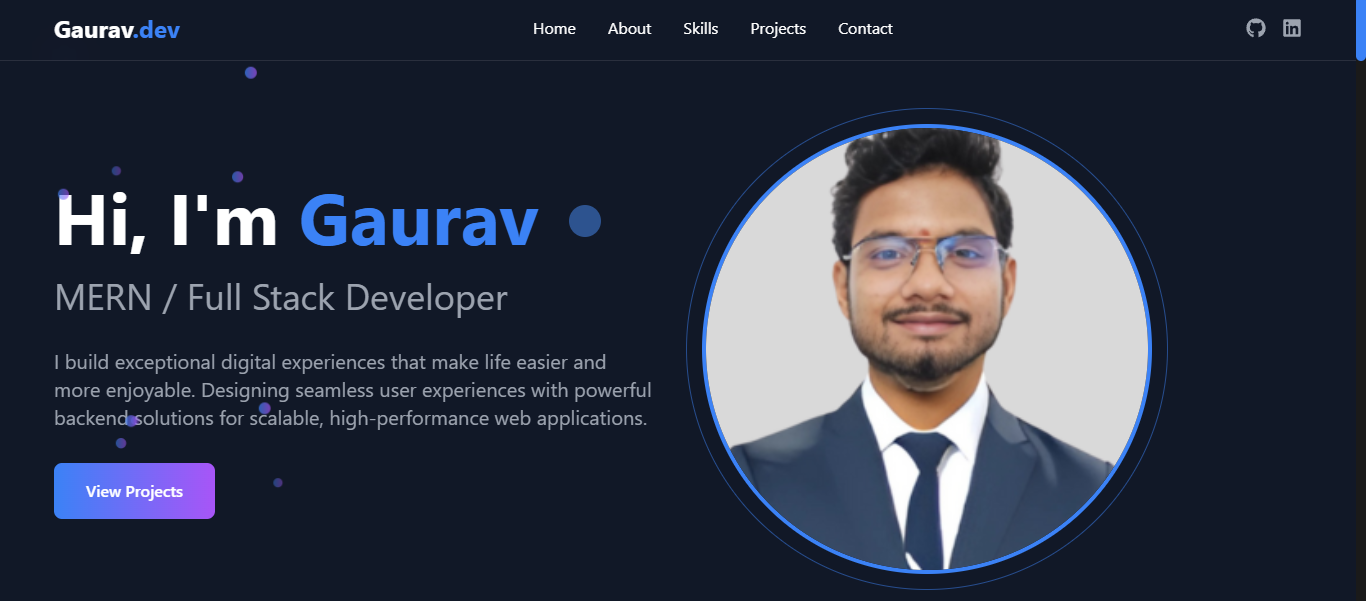 Gaurav.dev
Home About Skills Projects Contact
Hi, I'm Gaurav
MERN / Full Stack Developer
I build exceptional digital experiences that make life easier and
more enjoyable. Designing seamless user experiences with powerful
backend solutions for scalable, high-performance web applications.
View Projects